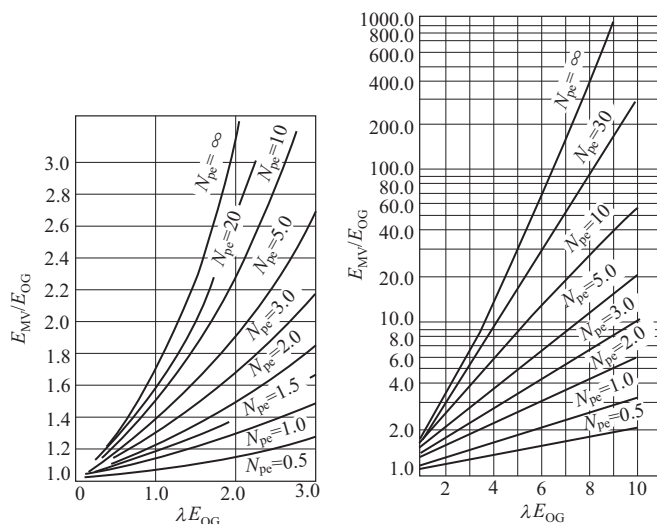 E_MV/E_OG
3.0
2.8
2.6
2.4
2.2
2.0
1.8
1.6
1.4
1.2
1.0
N_pe=∞
N_pe=20
N_pe=10
N_pe=5.0
N_pe=3.0
N_pe=2.0
N_pe=1.5
N_pe=1.0
N_pe=0.5
0 1.0 2.0 3.0
λE_OG
E_MV/E_OG
1000.0
800.0
600.0
400.0
200.0
100.0
80.0
60.0
40.0
20.0
10.0
8.0
6.0
4.0
2.0
1.0
N_pe=∞
N_pe=30
N_pe=10
N_pe=5.0
N_pe=3.0
N_pe=2.0
N_pe=1.0
N_pe=0.5
2 4 6 8 10
λE_OG